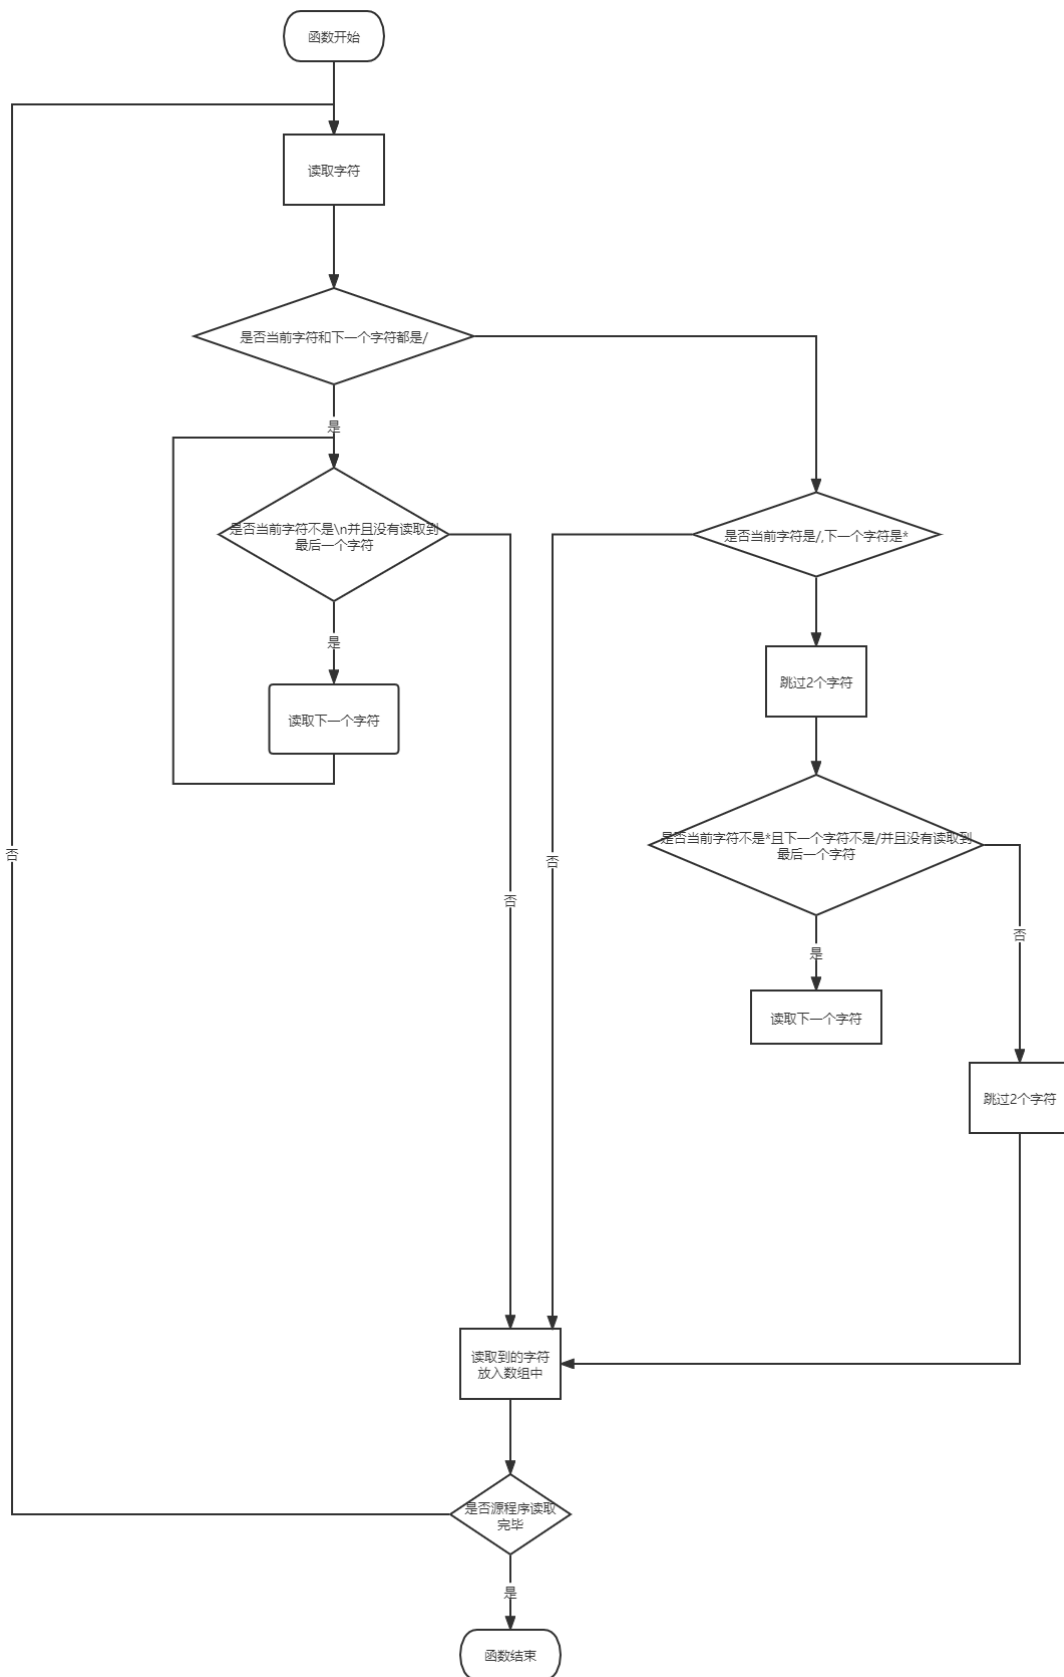 函数开始
读取字符
是否当前字符和下一个字符都是/
是
是否当前字符不是\n并且没有读取到
最后一个字符
是否当前字符是/,下一个字符是*
是
跳过2个字符
读取下一个字符
是否当前字符不是*且下一个字符不是/并且没有读取到
最后一个字符
否
否
否
否
是
读取下一个字符
跳过2个字符
读取到的字符
放入数组中
是否源程序读取
完毕
是
函数结束